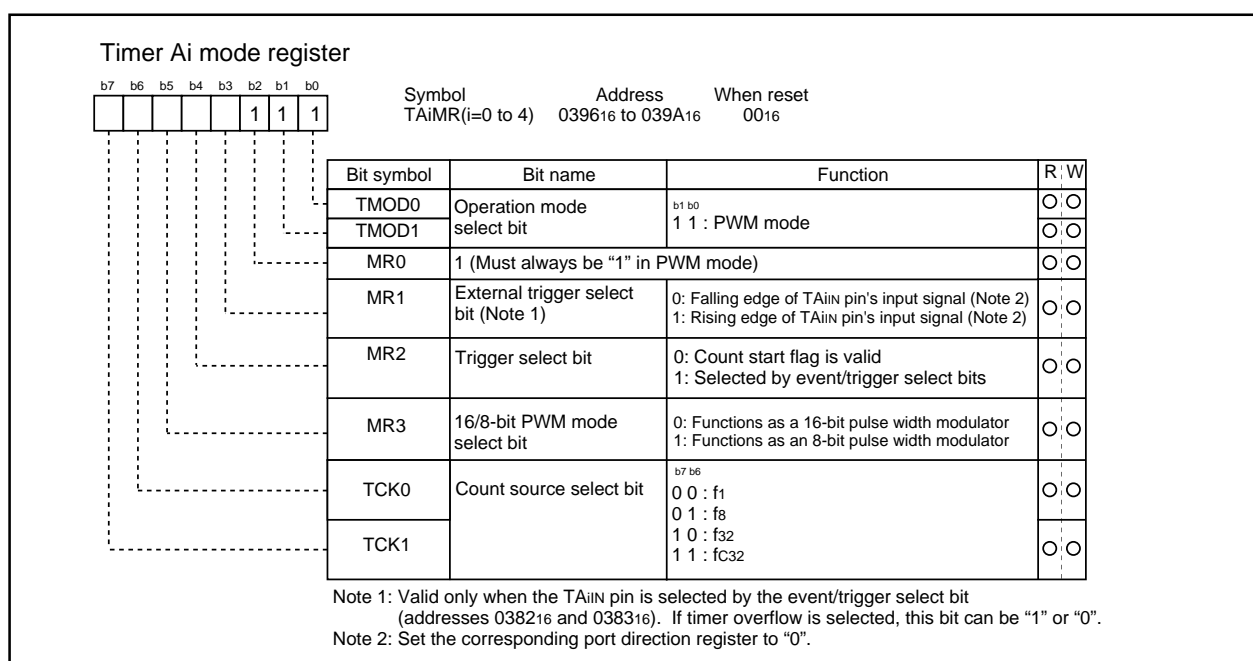 Timer Ai mode register
b7 b6 b5 b4 b3 b2 b1 b0
1 1 1
Symbol Address When reset
TAiMR(i=0 to 4) 039616 to 039A16 0016
Bit symbol Bit name Function R W
TMOD0 Operation mode select bit b1 b0
TMOD1 1 1 : PWM mode
MR0 1 (Must always be “1” in PWM mode)
MR1 External trigger select bit (Note 1) 0: Falling edge of TAiIN pin's input signal (Note 2)
1: Rising edge of TAiIN pin's input signal (Note 2)
MR2 Trigger select bit 0: Count start flag is valid
1: Selected by event/trigger select bits
MR3 16/8-bit PWM mode select bit 0: Functions as a 16-bit pulse width modulator
1: Functions as an 8-bit pulse width modulator
b7 b6
TCK0 Count source select bit 0 0 : f1
0 1 : f8
TCK1 1 0 : f32
1 1 : fC32
Note 1: Valid only when the TAiIN pin is selected by the event/trigger select bit
(addresses 038216 and 038316). If timer overflow is selected, this bit can be “1” or “0”.
Note 2: Set the corresponding port direction register to “0”.